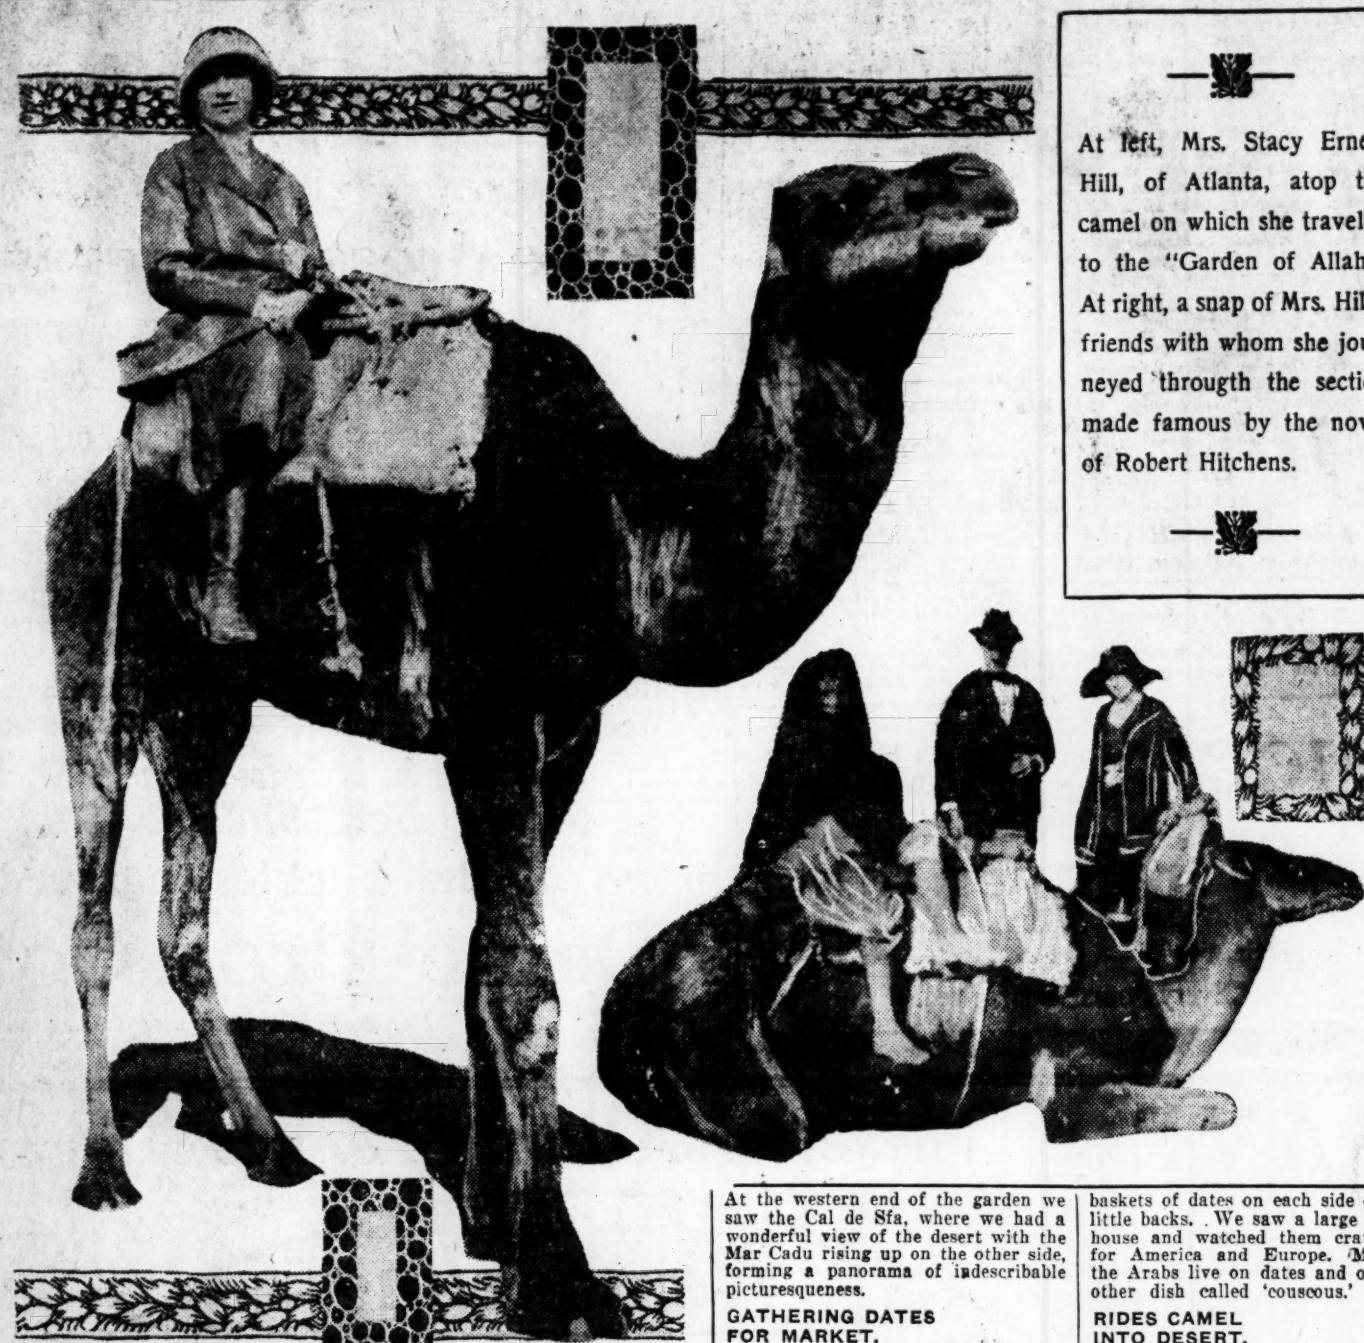 At left, Mrs. Stacy Erne
Hill, of Atlanta, atop t
camel on which she travel
to the "Garden of Allah
At right, a snap of Mrs. Hil
friends with whom she jou
neyed througth the secti
made famous by the nov
of Robert Hitchens.
At the western end of the garden we
saw the Cal de Sfa, where we had a
wonderful view of the desert with the
Mar Cadu rising up on the other side,
forming a panorama of indescribable
picturesqueness.
GATHERING DATES
FOR MARKET.
baskets of dates on each side
little backs. . We saw a large
house and watched them cra
for America and Europe. M
the Arabs live on dates and o
other dish called 'couscous.'
RIDES CAMEL
INTO DESERT